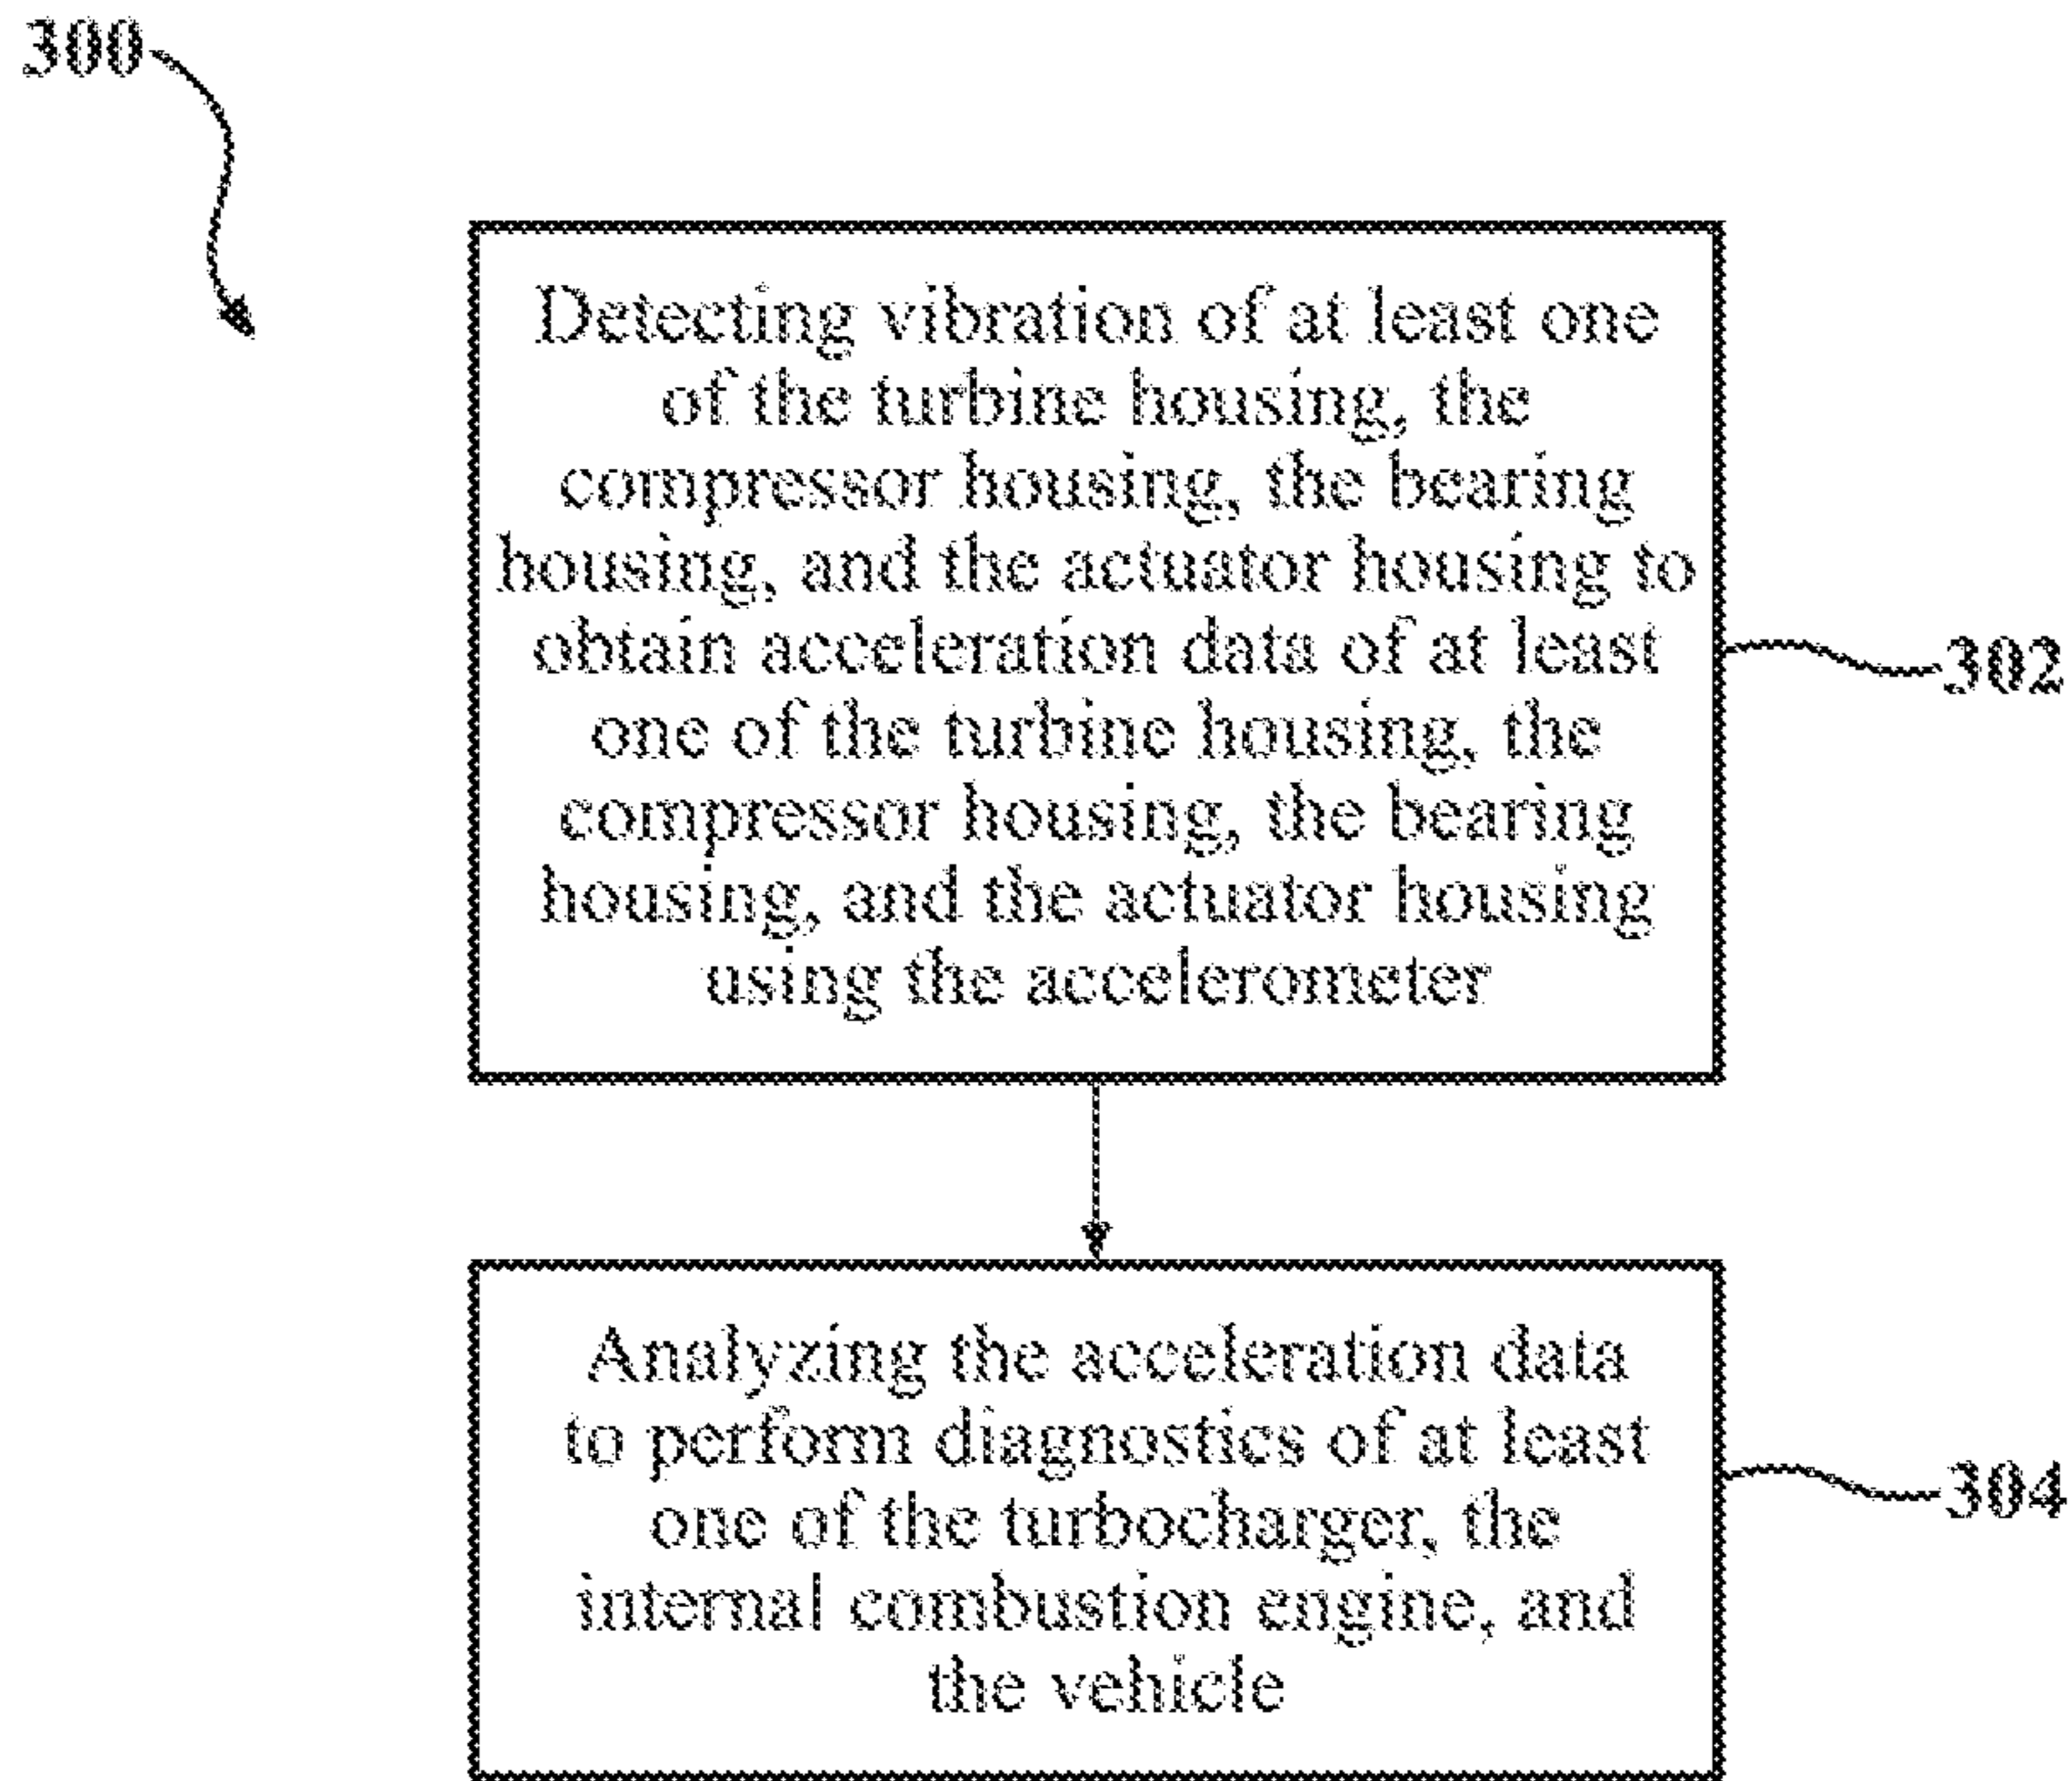 300
Detecting vibration of at least one
of the turbine housing, the
compressor housing, the bearing
housing, and the actuator housing to
obtain acceleration data of at least
one of the turbine housing, the
compressor housing, the bearing
housing, and the actuator housing
using the accelerometer
302
Analyzing the acceleration data
to perform diagnostics of at least
one of the turbocharger, the
internal combustion engine, and
the vehicle
304